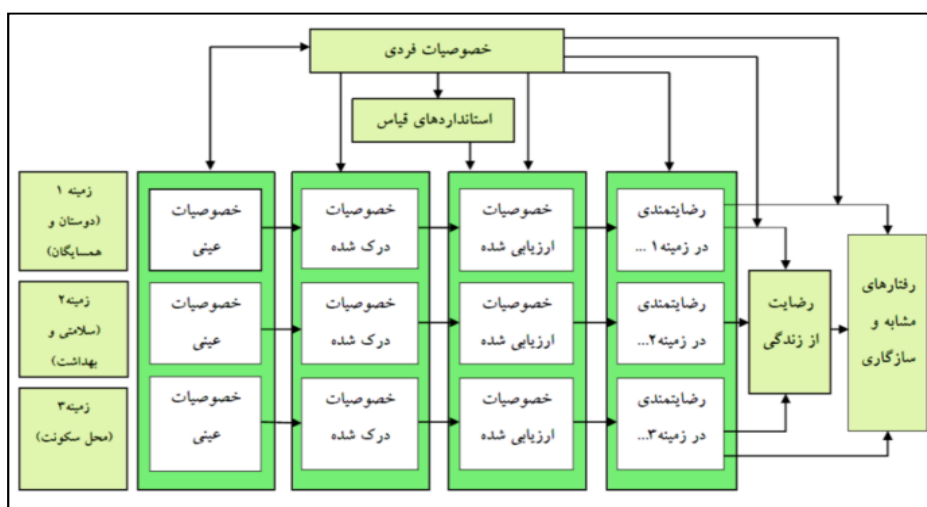 خصوصیات فردی
استانداردهای قیاس
زمینه ۱
(دوستان و
همسایگان)
خصوصیات
عینی
خصوصیات
درک شده
خصوصیات
ارزیابی شده
رضایتمندی
در زمینه۱ ...
زمینه۲
(سلامتی و
بهداشت)
خصوصیات
عینی
خصوصیات
درک شده
خصوصیات
ارزیابی شده
رضایتمندی
در زمینه۲...
زمینه۳
(محل سکونت)
خصوصیات
عینی
خصوصیات
درک شده
خصوصیات
ارزیابی شده
رضایتمندی
در زمینه۳...
رضایت
از زندگی
رفتارهای
مشابه و
سازگاری